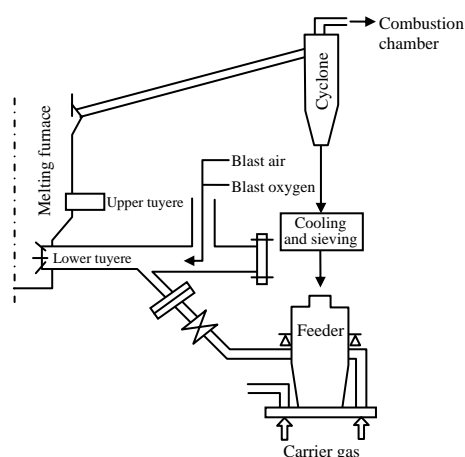 Combustion
chamber
Cyclone
Melting furnace
Blast air
Blast oxygen
Upper tuyere
Cooling
and sieving
Lower tuyere
Feeder
Carrier gas